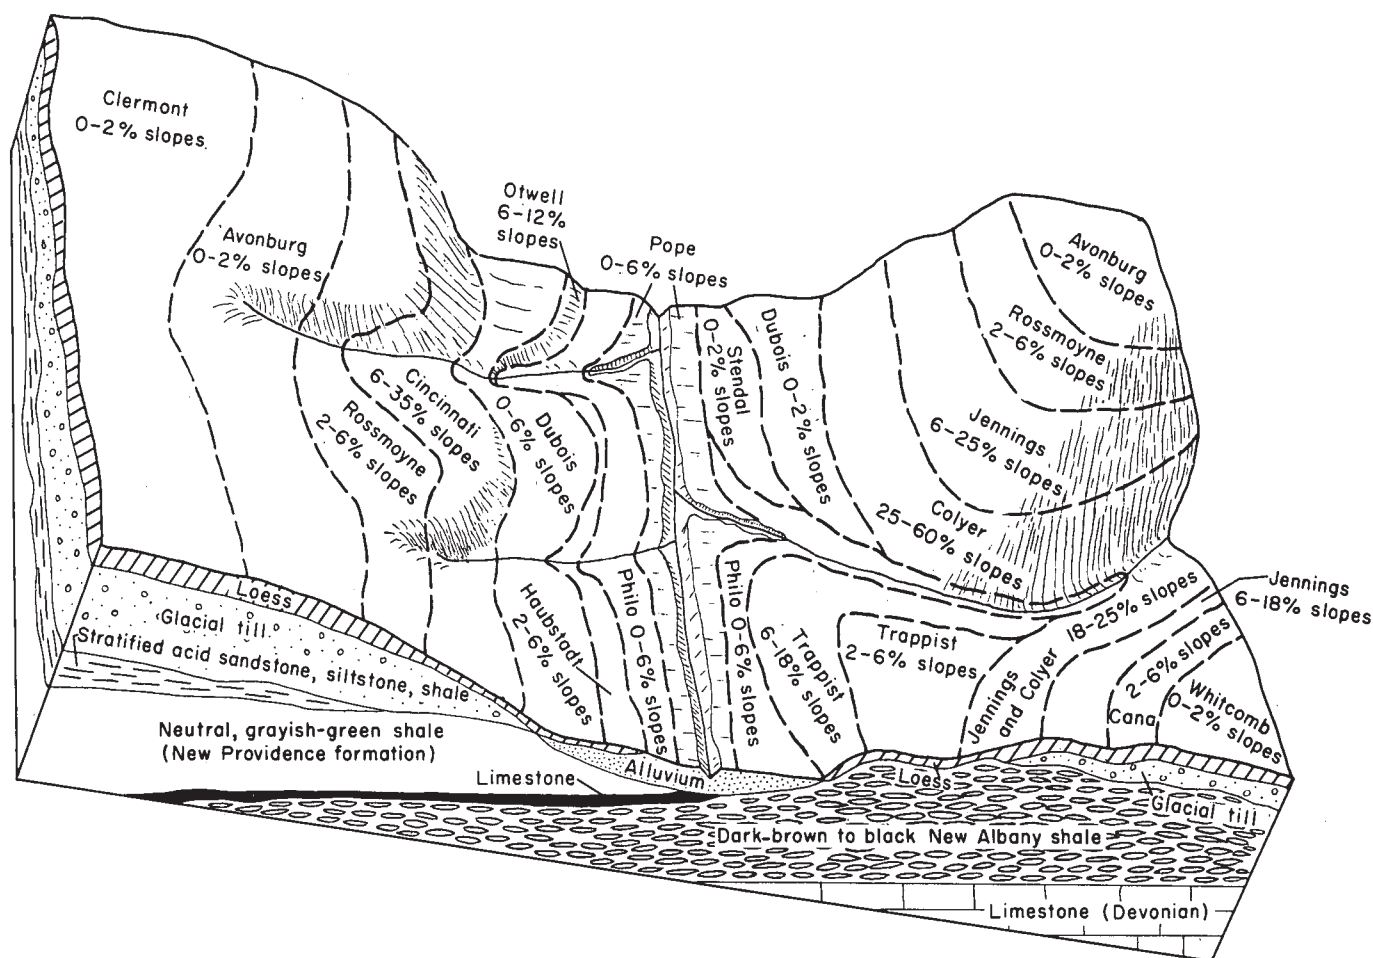 Clermont
0-2% slopes
Avonburg
0-2% slopes
Otwell
6-12%
slopes
Pope
0-6% slopes
Avonburg
0-2% slopes
Rossmoyne
2-6% slopes
Jennings
6-25% slopes
Colyer
25-60% slopes
Stendal
0-2% slopes
Dubois 0-2% slopes
Cincinnati
6-35% slopes
Rossmoyne
2-6% slopes
Dubois
0-6% slopes
Haubstadt
2-6% slopes
Philo 0-6% slopes
Philo 0-6% slopes
Trappist
6-18% slopes
Trappist
2-6% slopes
Jennings
and Colyer
18-25% slopes
Jennings
6-18% slopes
Cana
2-6% slopes
Whitcomb
0-2% slopes
Loess
Glacial till
Stratified acid sandstone, siltstone, shale
Neutral, grayish-green shale
(New Providence formation)
Limestone
Alluvium
Loess
Glacial till
Dark-brown to black New Albany shale
Limestone (Devonian)